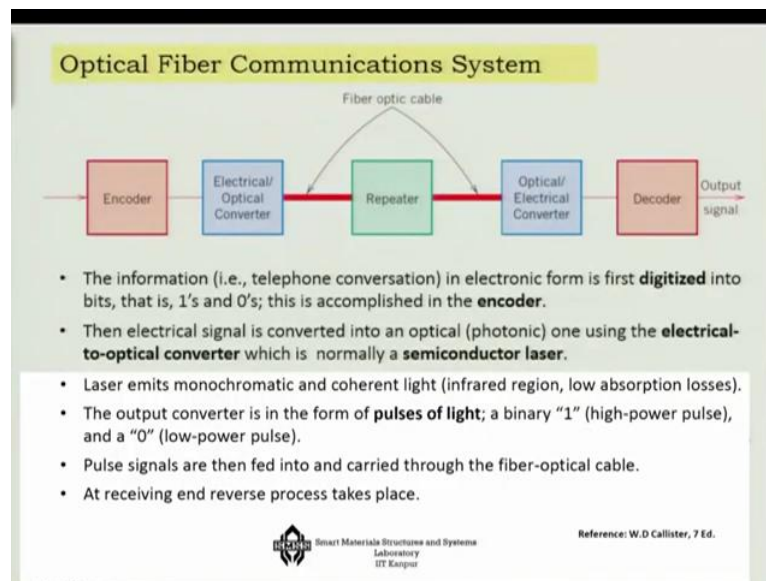 Optical Fiber Communications System
Fiber optic cable
Encoder
Electrical/
Optical
Converter
Repeater
Optical/
Electrical
Converter
Decoder
Output
signal
• The information (i.e., telephone conversation) in electronic form is first digitized into
bits, that is, 1's and 0's; this is accomplished in the encoder.
• Then electrical signal is converted into an optical (photonic) one using the electrical-
to-optical converter which is normally a semiconductor laser.
• Laser emits monochromatic and coherent light (infrared region, low absorption losses).
• The output converter is in the form of pulses of light; a binary "1" (high-power pulse),
and a "0" (low-power pulse).
• Pulse signals are then fed into and carried through the fiber-optical cable.
• At receiving end reverse process takes place.
Smart Materials Structures and Systems
Laboratory
IIT Kanpur
Reference: W.D Callister, 7 Ed.